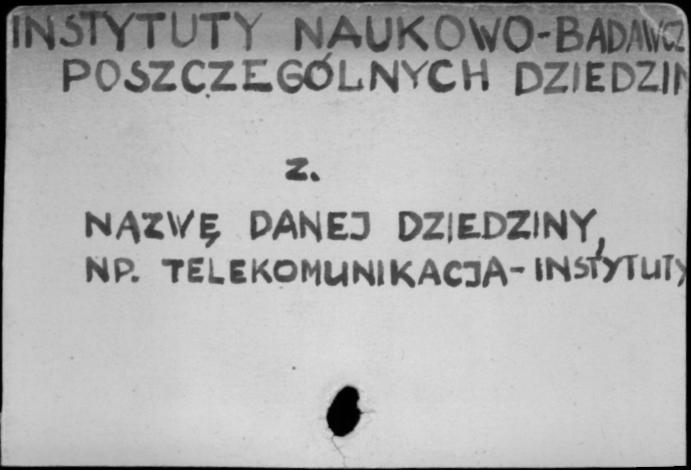 INSTYTUTY NAUKOWO-BADAWCZ
POSZCZEGÓLNYCH DZIEDZIN
Z.
NAZWĘ DANEJ DZIEDZINY,
NP. TELEKOMUNIKACJA-INSTYTUTY